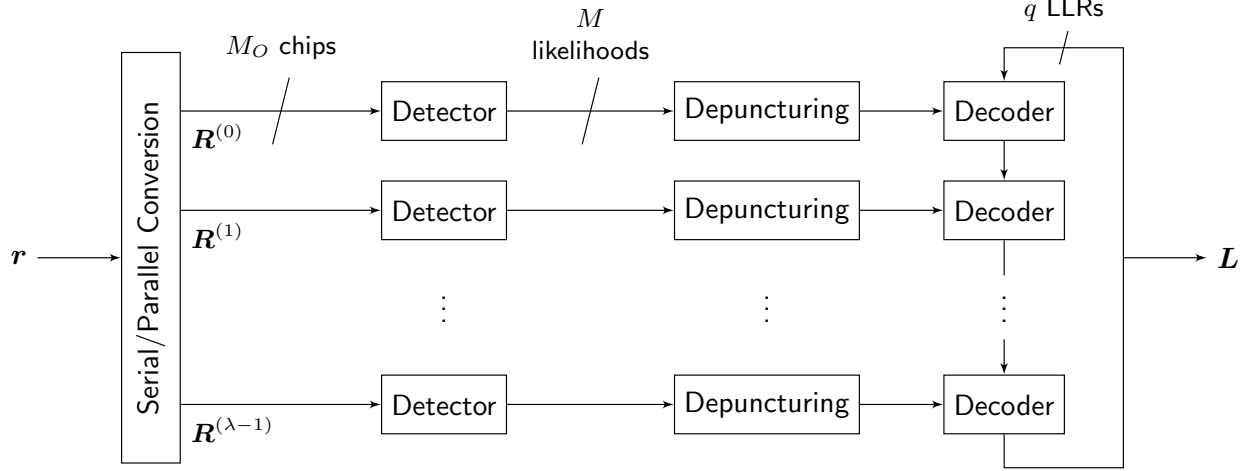 q LLRs
M_O chips
M
likelihoods
Detector
Depuncturing
Decoder
R^{(0)}
Detector
Depuncturing
Decoder
R^{(1)}
Serial/Parallel Conversion
r
L
Detector
Depuncturing
Decoder
R^{(λ−1)}